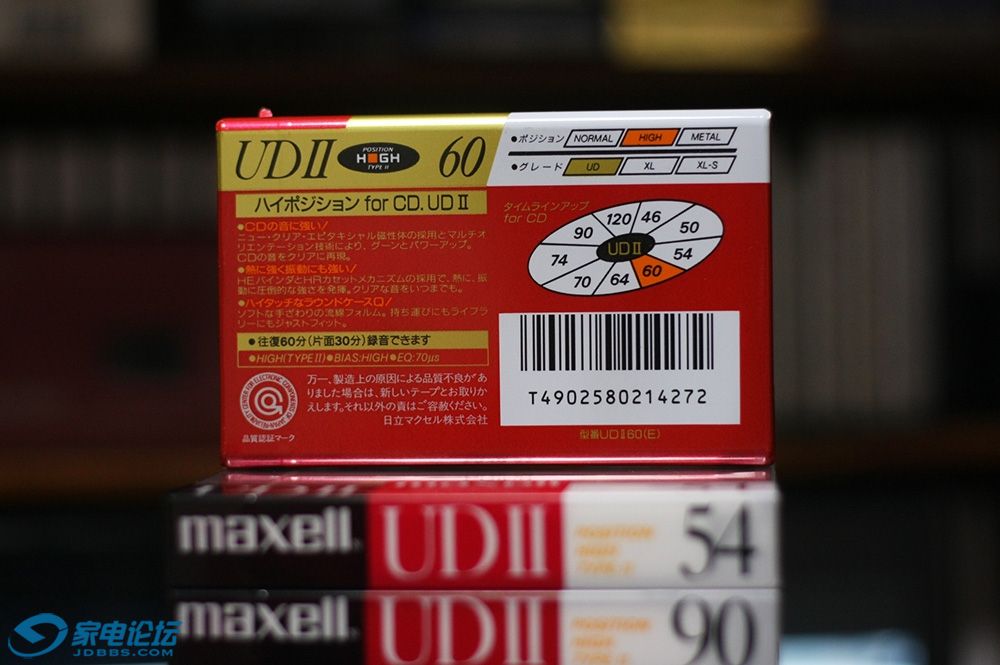 UDII
POSITION
HIGH
TYPE II
60
●ポジション NORMAL HIGH METAL
●グレード UD XL XL-S
ハイポジション for CD. UD II
●CDの音に強い!
ニュー・クリア・エピタキシャル磁性体の採用とマルチオ
リエンテーション技術により、グーンとパワーアップ。
CDの音をクリアに再現。
●熱に強く振動にも強い!
HEバインダとHRカセットメカニズムの採用で、熱に、振
動に圧倒的な強さを発揮。クリアな音をいつまでも。
●ハイタッチなラウンドケースQ!
ソフトな手ざわりの流線フォルム。持ち運びにもライブラ
リーにもジャストフィット。
●往復60分(片面30分)録音できます
●HIGH(TYPE II)●BIAS:HIGH●EQ:70μs
万一、製造上の原因による品質不良があ
りました場合は、新しいテープとお取りか
えします。それ以外の責はご容赦ください。
日立マクセル株式会社
品質認証マーク
タイムラインアップ
for CD
120 46 50 54 60 64 70 74 90
UD II
T4902580214272
型番UDⅡ60(E)
maxell UDII POSITION HIGH TYPE II 54
maxell UDII POSITION HIGH TYPE II 90
家电论坛
JDBBS.COM